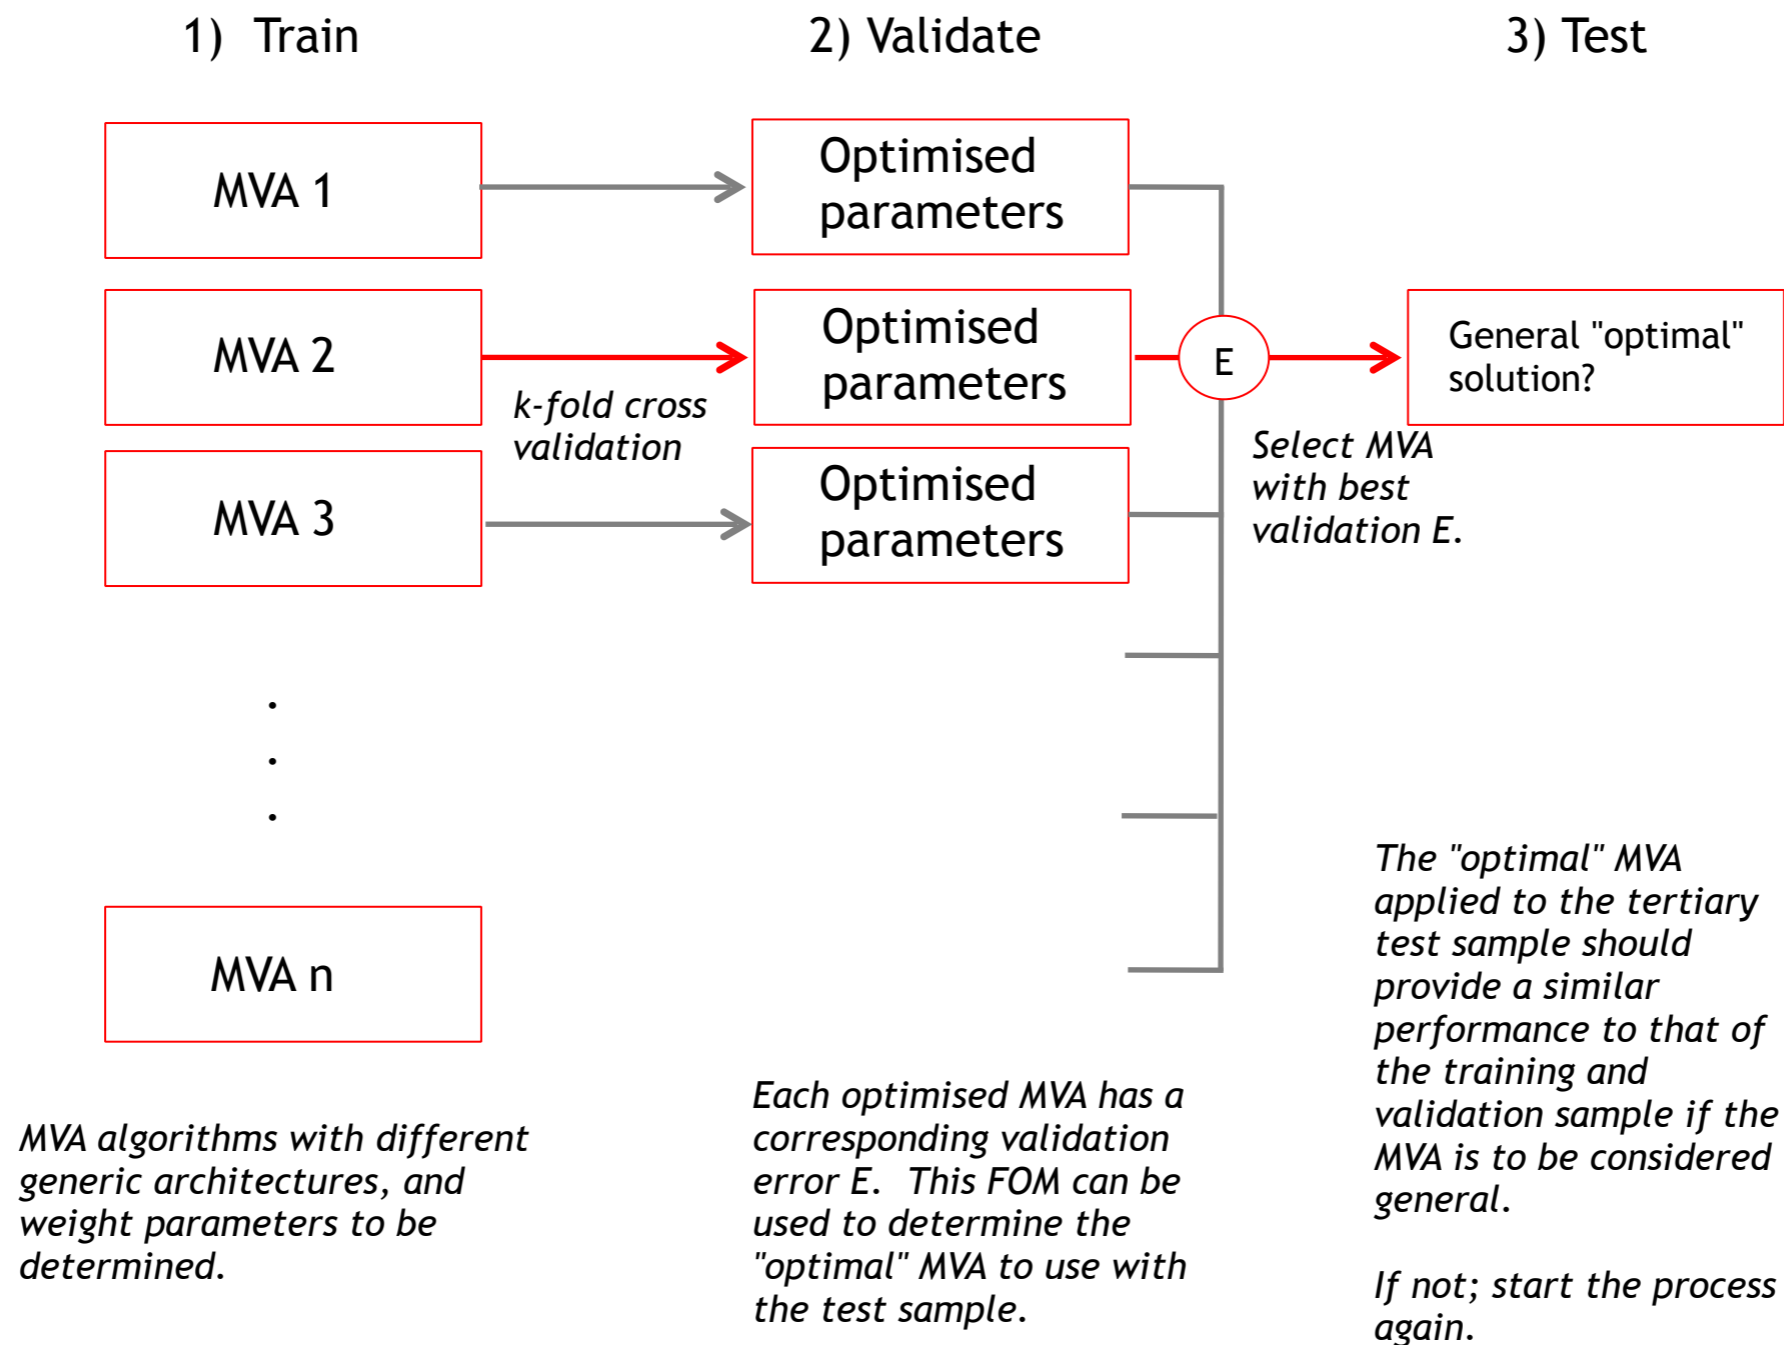 1) Train
2) Validate
3) Test
MVA 1
Optimised
parameters
MVA 2
k-fold cross
validation
Optimised
parameters
E
General "optimal"
solution?
MVA 3
Optimised
parameters
Select MVA
with best
validation E.
.
.
.
MVA n
MVA algorithms with different
generic architectures, and
weight parameters to be
determined.
Each optimised MVA has a
corresponding validation
error E. This FOM can be
used to determine the
"optimal" MVA to use with
the test sample.
The "optimal" MVA
applied to the tertiary
test sample should
provide a similar
performance to that of
the training and
validation sample if the
MVA is to be considered
general.
If not; start the process
again.